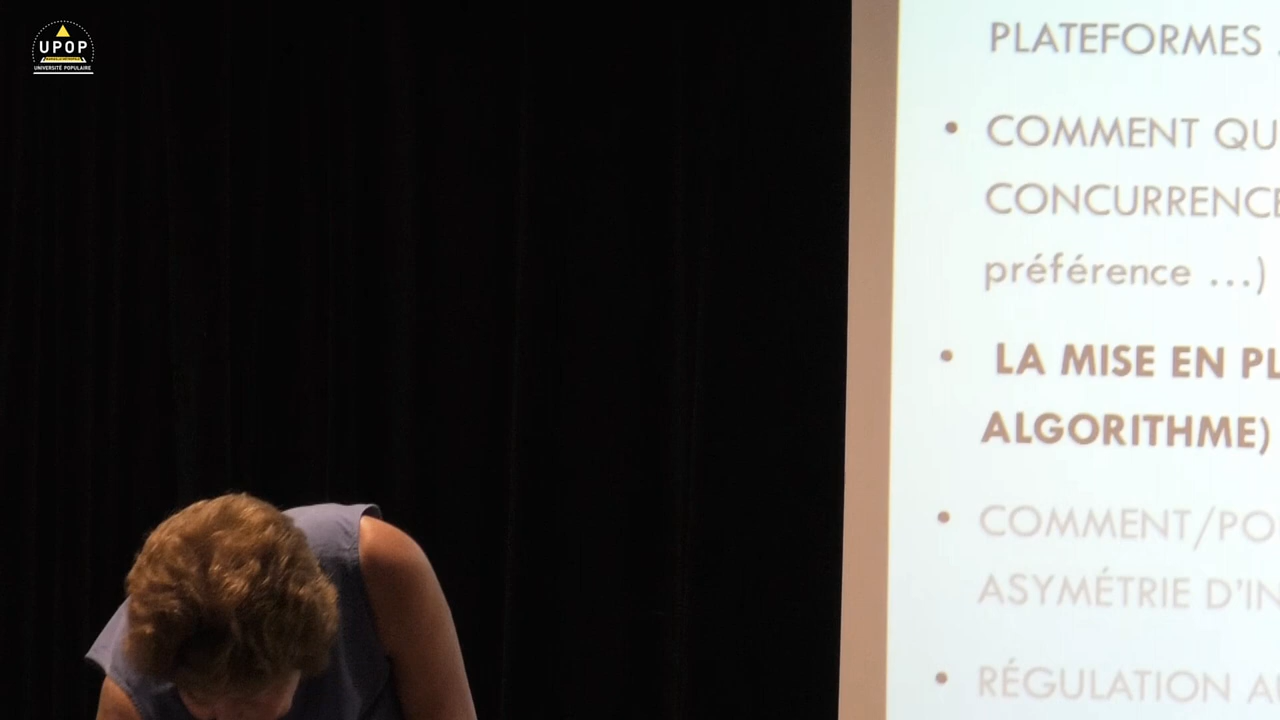 UPOP
UNIVERSITÉ POPULAIRE
PLATEFORMES
• COMMENT QU
CONCURRENCE
préférence ...)
• LA MISE EN PL
ALGORITHME)
• COMMENT/PO
ASYMÉTRIE D'IN
• RÉGULATION A